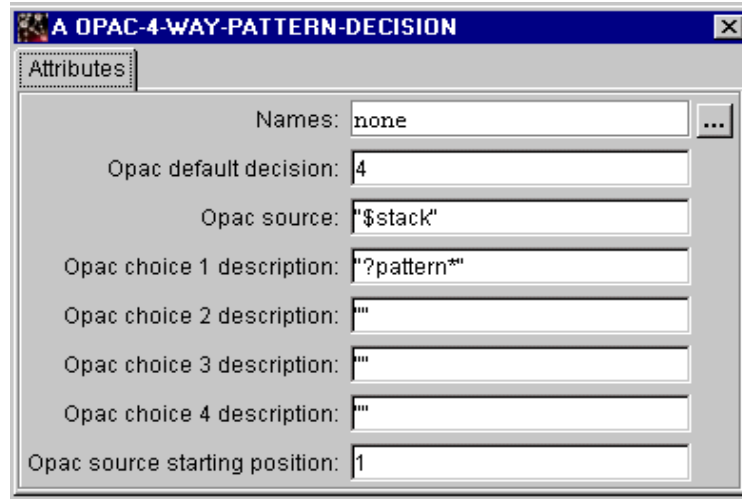 A OPAC-4-WAY-PATTERN-DECISION
Attributes
Names: none ...
Opac default decision: 4
Opac source: "$stack"
Opac choice 1 description: "?pattern*"
Opac choice 2 description: ""
Opac choice 3 description: ""
Opac choice 4 description: ""
Opac source starting position: 1